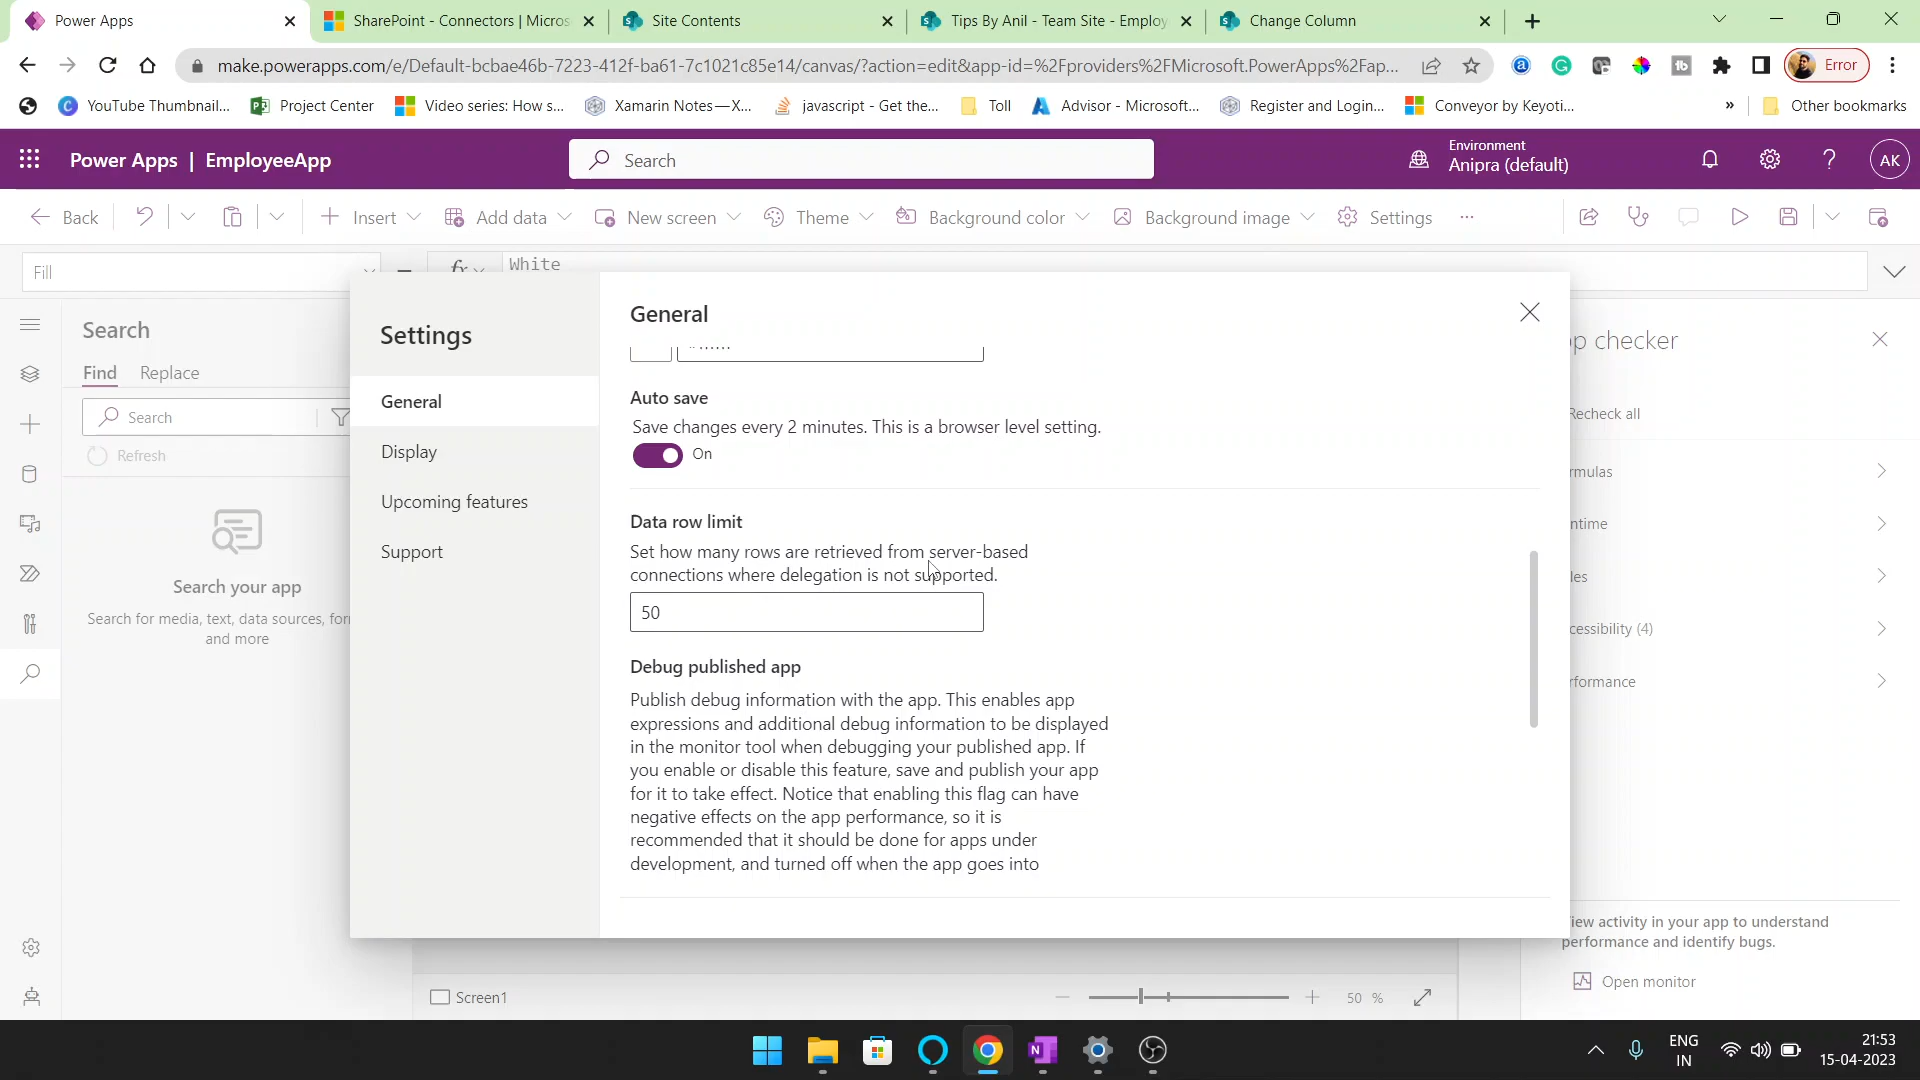 Power Apps
SharePoint - Connectors | Micros
Site Contents
Tips By Anil - Team Site - Employ
Change Column
make.powerapps.com/e/Default-bcbae46b-7223-412f-ba61-7c1021c85e14/canvas/?action=edit&app-id=%2Fproviders%2FMicrosoft.PowerApps%2Fap...
Error
YouTube Thumbnail...
Project Center
Video series: How s...
Xamarin Notes—X...
javascript - Get the...
Toll
Advisor - Microsoft...
Register and Login...
Conveyor by Keyoti...
»
Other bookmarks
Power Apps | EmployeeApp
Search
Environment
Anipra (default)
AK
Back
Insert
Add data
New screen
Theme
Background color
Background image
Settings
...
Fill
=
fx
White
Search
Find
Replace
Search
Refresh
Search your app
Search for media, text, data sources, for
and more
Settings
General
Display
Upcoming features
Support
General
Auto save
Save changes every 2 minutes. This is a browser level setting.
On
Data row limit
Set how many rows are retrieved from server-based
connections where delegation is not supported.
50
Debug published app
Publish debug information with the app. This enables app
expressions and additional debug information to be displayed
in the monitor tool when debugging your published app. If
you enable or disable this feature, save and publish your app
for it to take effect. Notice that enabling this flag can have
negative effects on the app performance, so it is
recommended that it should be done for apps under
development, and turned off when the app goes into
pp checker
Recheck all
rmulas
ntime
les
cessibility (4)
rformance
iew activity in your app to understand
performance and identify bugs.
Open monitor
Screen1
50 %
ENG
IN
21:53
15-04-2023